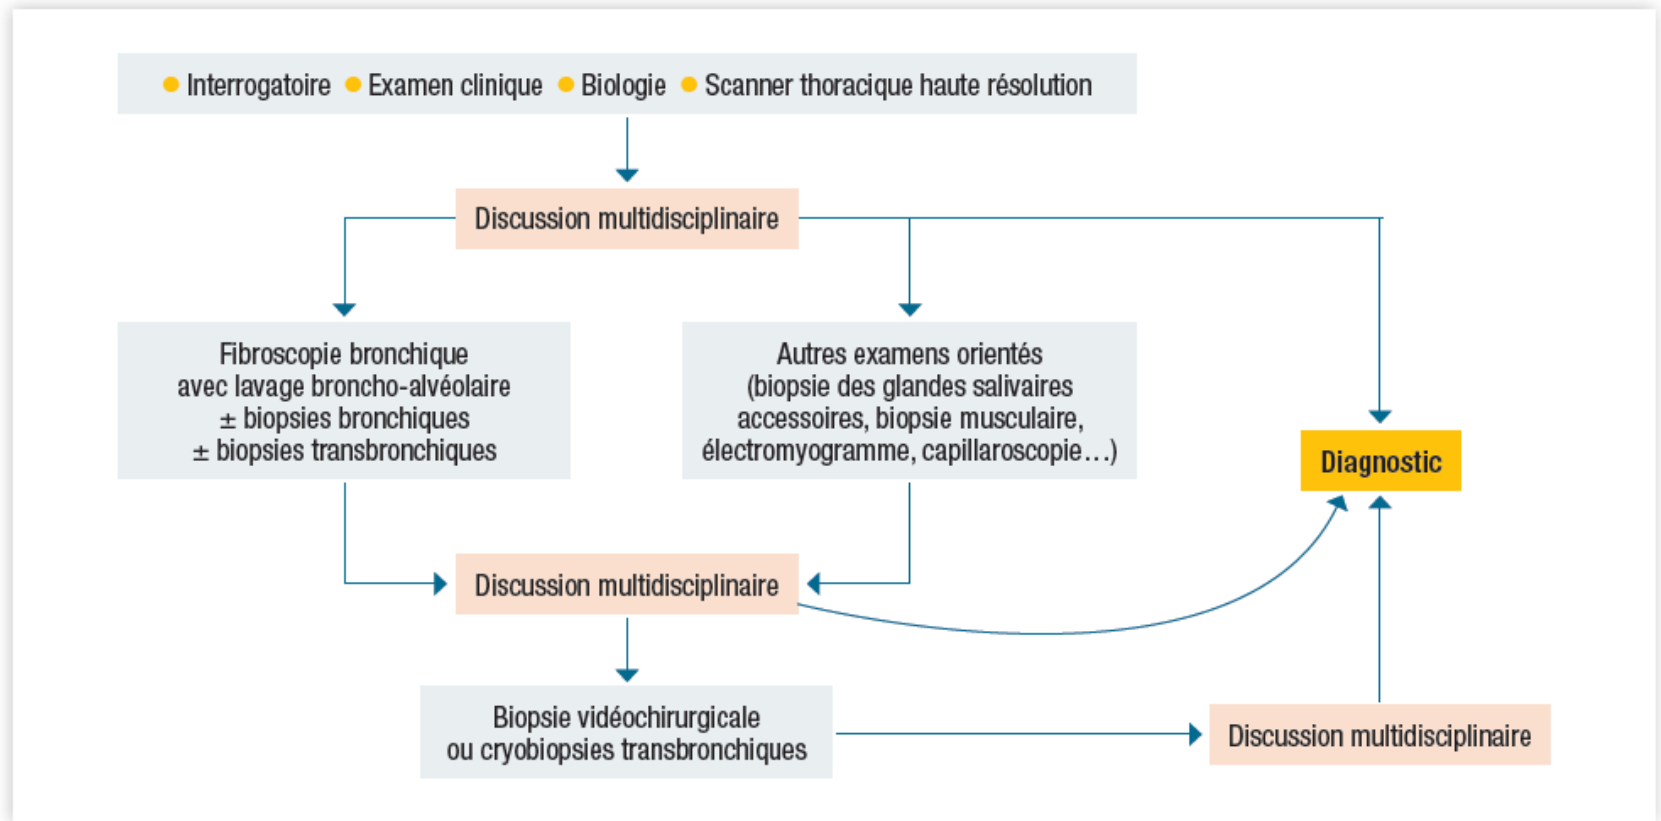 ● Interrogatoire ● Examen clinique ● Biologie ● Scanner thoracique haute résolution
Discussion multidisciplinaire
Fibroscopie bronchique
avec lavage broncho-alvéolaire
± biopsies bronchiques
± biopsies transbronchiques
Autres examens orientés
(biopsie des glandes salivaires
accessoires, biopsie musculaire,
électromyogramme, capillaroscopie…)
Diagnostic
Discussion multidisciplinaire
Biopsie vidéochirurgicale
ou cryobiopsies transbronchiques
Discussion multidisciplinaire